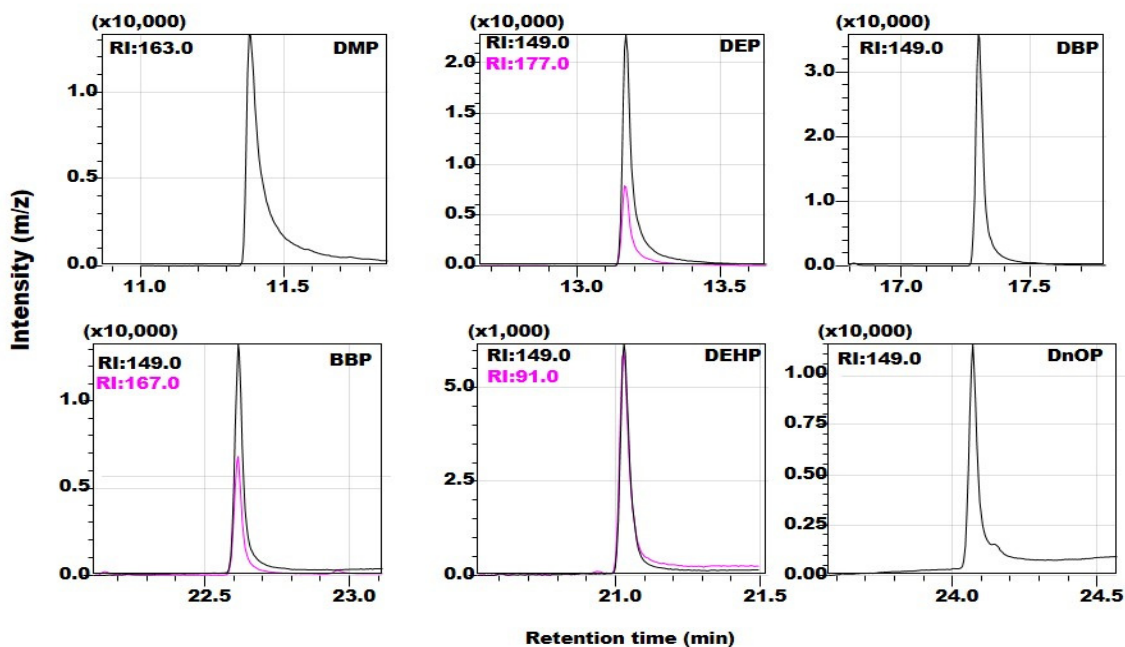 (x10,000)
RI:163.0 DMP
1.0
0.5
0.0
11.0 11.5
(x10,000)
RI:149.0 DEP
RI:177.0
2.0
1.5
1.0
0.5
0.0
13.0 13.5
(x10,000)
RI:149.0 DBP
3.0
2.0
1.0
0.0
17.0 17.5
Intensity (m/z)
(x10,000)
RI:149.0 BBP
RI:167.0
1.0
0.5
0.0
22.5 23.0
(x1,000)
RI:149.0 DEHP
RI:91.0
5.0
2.5
0.0
21.0 21.5
(x10,000)
RI:149.0 DnOP
1.00
0.75
0.50
0.25
0.00
24.0 24.5
Retention time (min)